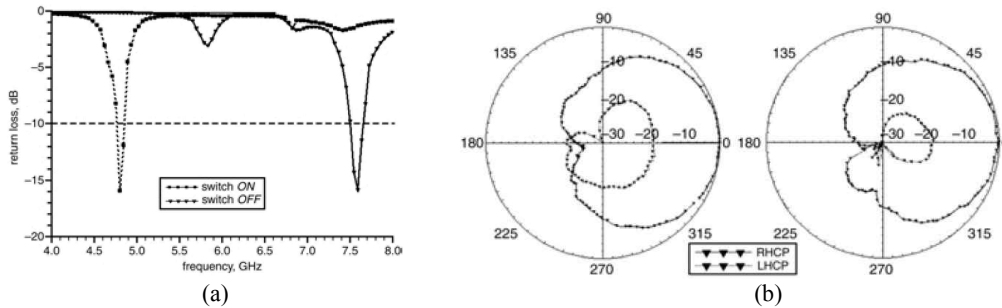 0
−5
−10
−15
−20
return loss, dB
switch ON
switch OFF
4.0 4.5 5.0 5.5 6.0 6.5 7.0 7.5 8.0
frequency, GHz
(a)
90
135 45
−10
−20
180 −30 −20 −10 0
225 315
270
90
135 45
−10
−20
180 −30 −20 −10 0
225 315
270
RHCP
LHCP
(b)